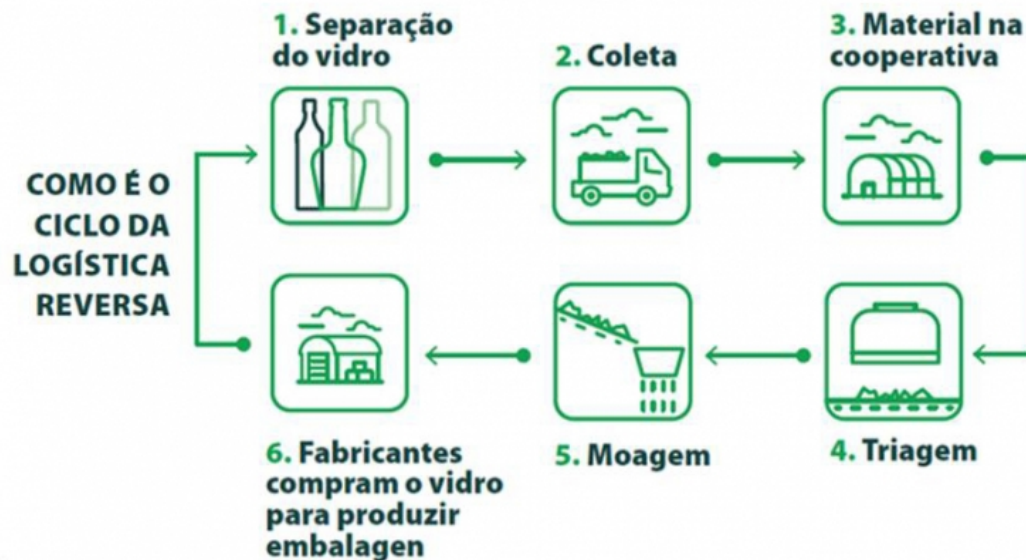 COMO É O
CICLO DA
LOGÍSTICA
REVERSA
1. Separação
do vidro
2. Coleta
3. Material na
cooperativa
4. Triagem
5. Moagem
6. Fabricantes
compram o vidro
para produzir
embalagen